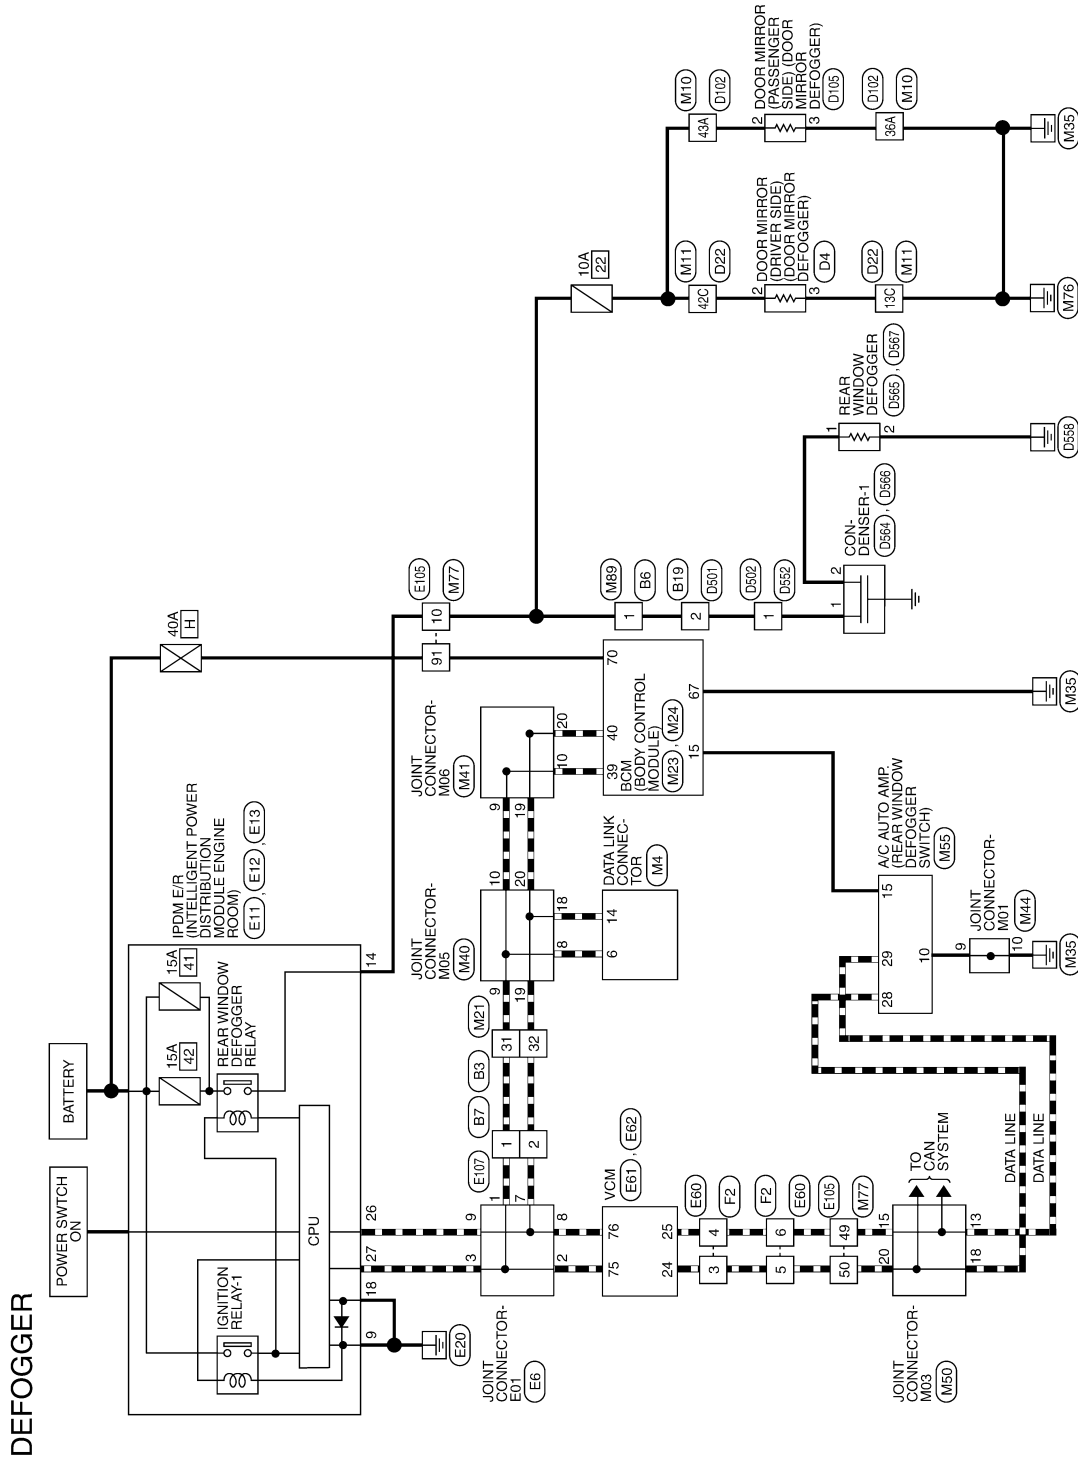 DEFOGGER
POWER SWTCH
ON
BATTERY
IPDM E/R
(INTELLIGENT POWER
DISTRIBUTION
MODULE ENGINE
ROOM)
E11 , E12 , E13
IGNITION
RELAY-1
CPU
15A
42
15A
41
REAR WINDOW
DEFOGGER
RELAY
9
18
27
26
14
E20
40A
H
E105
M77
91
10
JOINT
CONNECTOR-
E01
E6
3
9
1
7
2
8
E107
B7
1
2
B3
M21
31
32
JOINT
CONNECTOR-
M05
M40
9
19
10
20
8
18
JOINT
CONNECTOR-
M06
M41
9
19
10
20
VCM
E61 , E62
75
76
24
25
DATA LINK
CONNEC-
TOR
M4
6
14
BCM
(BODY CONTROL
MODULE)
M23 , M24
39
40
70
15
67
M35
E60
F2
3
4
F2
E60
5
6
E105
M77
50
49
JOINT
CONNECTOR-
M03
M50
20
15
18
13
TO
CAN
SYSTEM
DATA LINE
DATA LINE
A/C AUTO AMP.
(REAR WINDOW
DEFOGGER
SWITCH)
M55
28
29
15
10
JOINT
CONNECTOR-
M01
M44
9
10
M35
M89
B6
1
B19
D501
2
D502
D552
1
CON-
DENSER-1
D564 , D566
1
2
REAR
WINDOW
DEFOGGER
D565 , D567
1
2
D558
10A
22
M11
D22
42C
DOOR MIRROR
(DRIVER SIDE)
(DOOR MIRROR
DEFOGGER)
D4
2
3
D22
M11
13C
M76
M10
D102
43A
DOOR MIRROR
(PASSENGER
SIDE) (DOOR
MIRROR
DEFOGGER)
D105
2
3
D102
M10
36A
M35